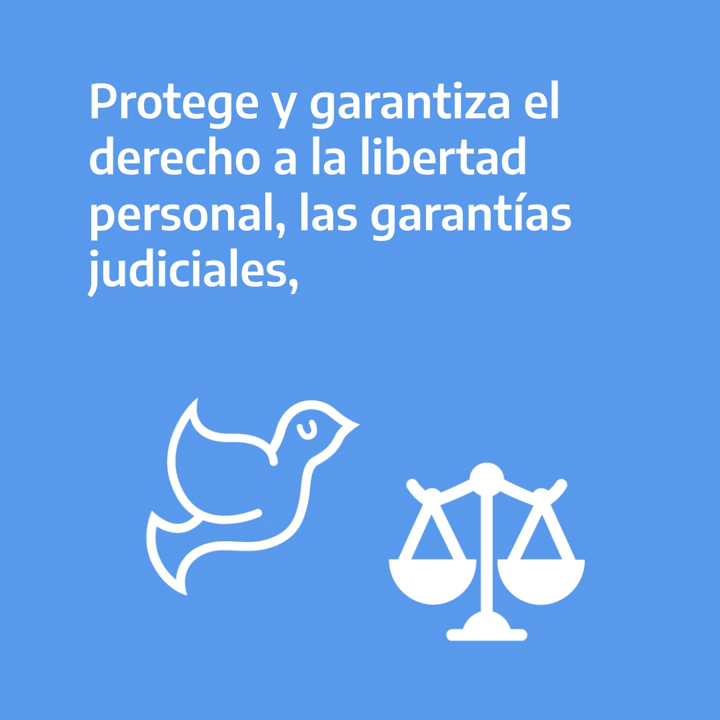 Protege y garantiza el
derecho a la libertad
personal, las garantías
judiciales,